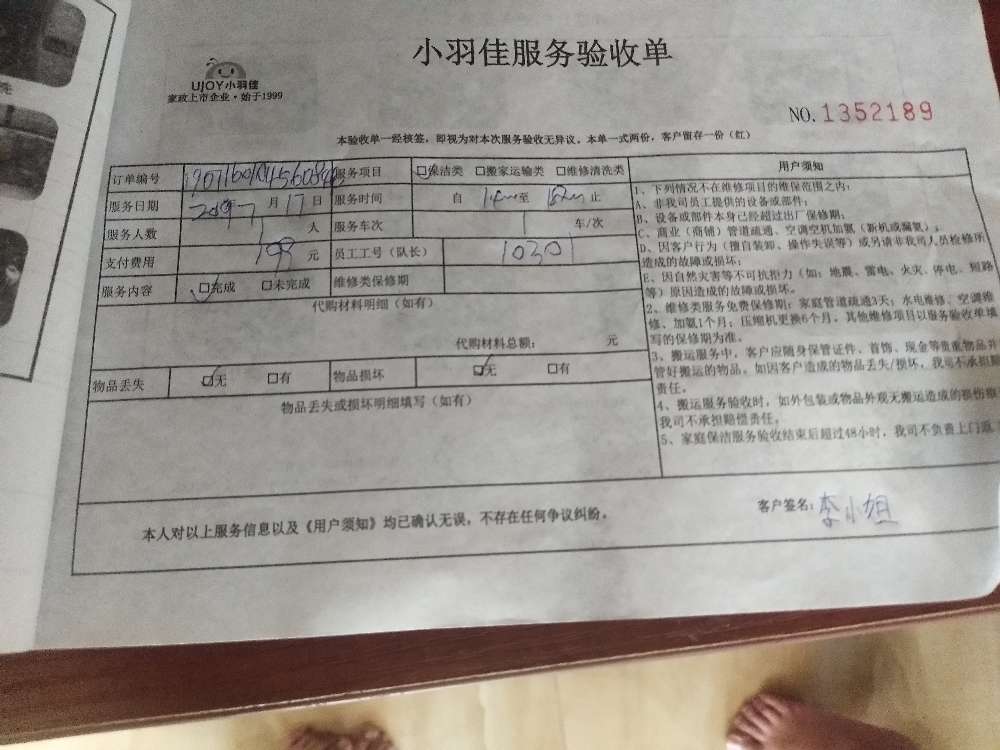 小羽佳服务验收单
UJOY小羽佳
家政上市企业·始于1999
NO. 1352189
本验收单一经核签,即视为对本次服务验收无异议。本单一式两份,客户留存一份(红)
订单编号
服务项目 保洁类 □搬家运输类 □维修清洗类
服务日期 7 月 17 日 服务时间 自 止
服务人数 1 人 服务车次 车/次
支付费用 199 元 员工工号(队长) 10301
服务内容 □完成 □未完成 维修类保修期
代购材料明细(如有)
代购材料总额: 元
物品丢失 □无 □有 物品损坏 □无 □有
物品丢失或损坏明细填写(如有)
用户须知
1、下列情况不在维修项目的维保范围之内:
A、非我司员工提供的设备或部件;
B、设备或部件本身已经超过出厂保修期;
C、商业(商铺)管道疏通、空调空机加氨(新机或漏氨);
D、因客户行为(擅自装卸、操作失误等)或另请非我司人员检修所
造成的故障或损坏;
E、因自然灾害等不可抗拒力(如:地震、雷电、火灾、停电、短路
等)原因造成的故障或损坏。
2、维修类服务免费保修期:家庭管道疏通3天;水电维修、空调维
修、加氨1个月;压缩机更换6个月,其他维修项目以服务验收单填
写的保修期为准。
3、搬运服务中,客户应随身保管证件、首饰、现金等贵重物品并
管好搬运的物品。如因客户造成的物品丢失/损坏,我司不承担
责任。
4、搬运服务验收时,如外包装或物品外观无搬运造成的损伤
我司不承担赔偿责任。
5、家庭保洁服务验收结束后超过48小时,我司不负责上门返
本人对以上服务信息以及《用户须知》均已确认无误,不存在任何争议纠纷。
客户签名: 李小姐